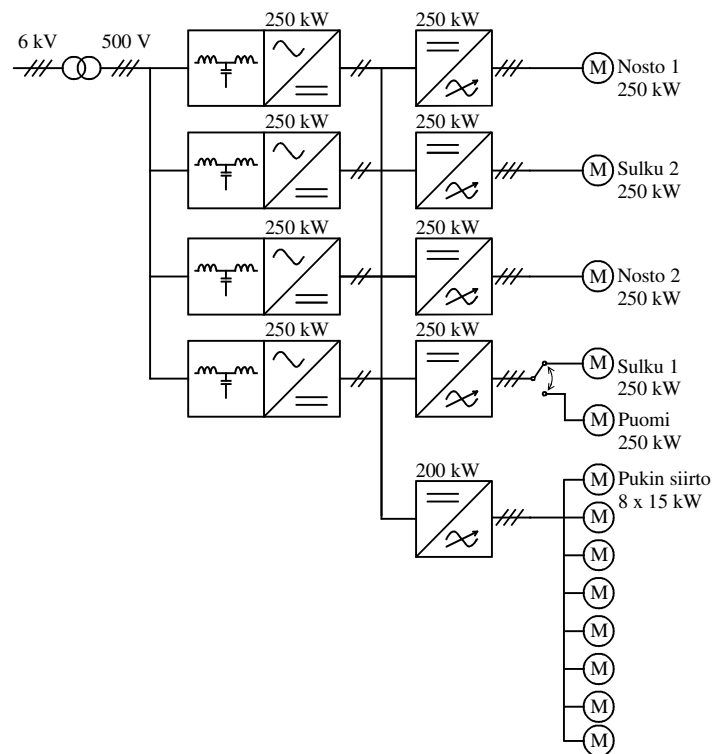 250 kW
250 kW
6 kV
500 V
M
Nosto 1
250 kW
250 kW
250 kW
M
Sulku 2
250 kW
250 kW
250 kW
M
Nosto 2
250 kW
250 kW
250 kW
M
Sulku 1
250 kW
M
Puomi
250 kW
200 kW
M
Pukin siirto
8 x 15 kW
M
M
M
M
M
M
M